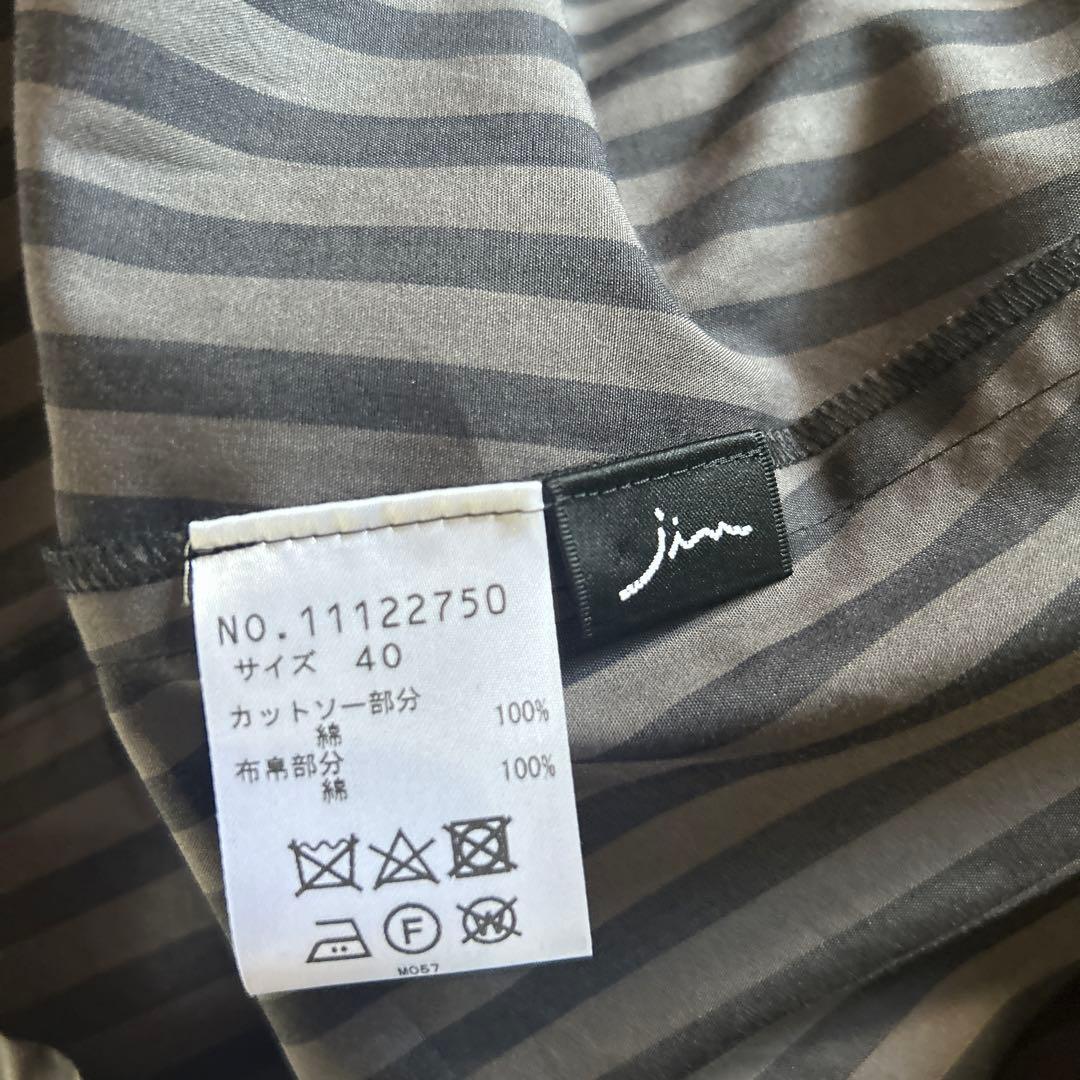 jim
NO.11122750
サイズ 40
カットソー部分
綿 100%
布帛部分
綿 100%
F
W
M057